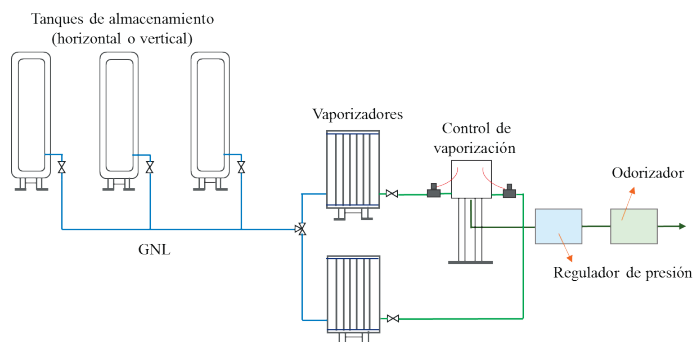 Tanques de almacenamiento
(horizontal o vertical)
Vaporizadores
Control de
vaporización
Odorizador
GNL
Regulador de presión